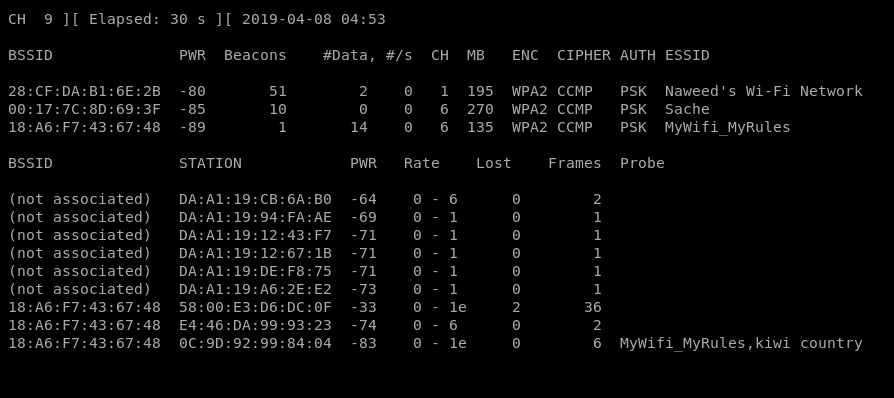 CH  9 ][ Elapsed: 30 s ][ 2019-04-08 04:53
BSSID              PWR  Beacons    #Data, #/s  CH  MB   ENC  CIPHER AUTH ESSID
28:CF:DA:B1:6E:2B  -80       51        2    0   1  195  WPA2 CCMP   PSK  Naweed's Wi-Fi Network
00:17:7C:8D:69:3F  -85       10        0    0   6  270  WPA2 CCMP   PSK  Sache
18:A6:F7:43:67:48  -89        1       14    0   6  135  WPA2 CCMP   PSK  MyWifi_MyRules
BSSID              STATION            PWR   Rate    Lost    Frames  Probe
(not associated)   DA:A1:19:CB:6A:B0  -64    0 - 6      0        2
(not associated)   DA:A1:19:94:FA:AE  -69    0 - 1      0        1
(not associated)   DA:A1:19:12:43:F7  -71    0 - 1      0        1
(not associated)   DA:A1:19:12:67:1B  -71    0 - 1      0        1
(not associated)   DA:A1:19:DE:F8:75  -71    0 - 1      0        1
(not associated)   DA:A1:19:A6:2E:E2  -73    0 - 1      0        1
18:A6:F7:43:67:48  58:00:E3:D6:DC:0F  -33    0 - 1e     2       36
18:A6:F7:43:67:48  E4:46:DA:99:93:23  -74    0 - 6      0        2
18:A6:F7:43:67:48  0C:9D:92:99:84:04  -83    0 - 1e     0        6  MyWifi_MyRules,kiwi country